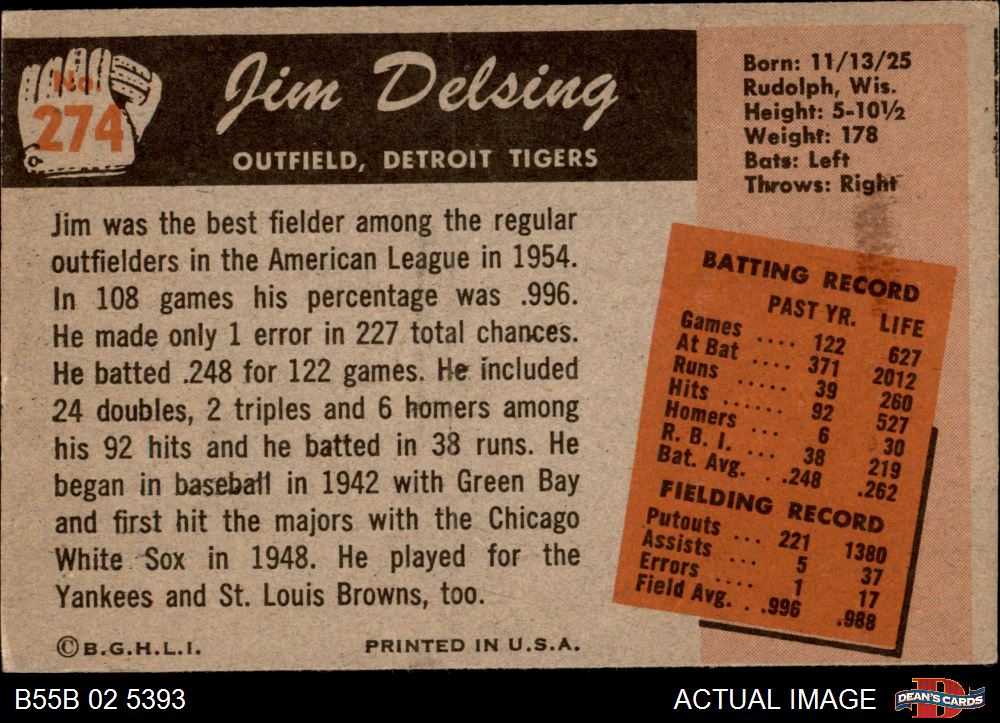 No.
274
Jim Delsing
OUTFIELD, DETROIT TIGERS
Born: 11/13/25
Rudolph, Wis.
Height: 5-10½
Weight: 178
Bats: Left
Throws: Right
Jim was the best fielder among the regular
outfielders in the American League in 1954.
In 108 games his percentage was .996.
He made only 1 error in 227 total chances.
He batted .248 for 122 games. He included
24 doubles, 2 triples and 6 homers among
his 92 hits and he batted in 38 runs. He
began in baseball in 1942 with Green Bay
and first hit the majors with the Chicago
White Sox in 1948. He played for the
Yankees and St. Louis Browns, too.
BATTING RECORD
PAST YR. LIFE
Games .... 122 627
At Bat .... 371 2012
Runs ..... 39 260
Hits ...... 92 527
Homers ... 6 30
R. B. I. ... 38 219
Bat. Avg. ... .248 .262
FIELDING RECORD
Putouts ... 221 1380
Assists ... 5 37
Errors .... 1 17
Field Avg. . .996 .988
©B.G.H.L.I.
PRINTED IN U.S.A.
B55B 02 5393
ACTUAL IMAGE
D
DEAN'S CARDS